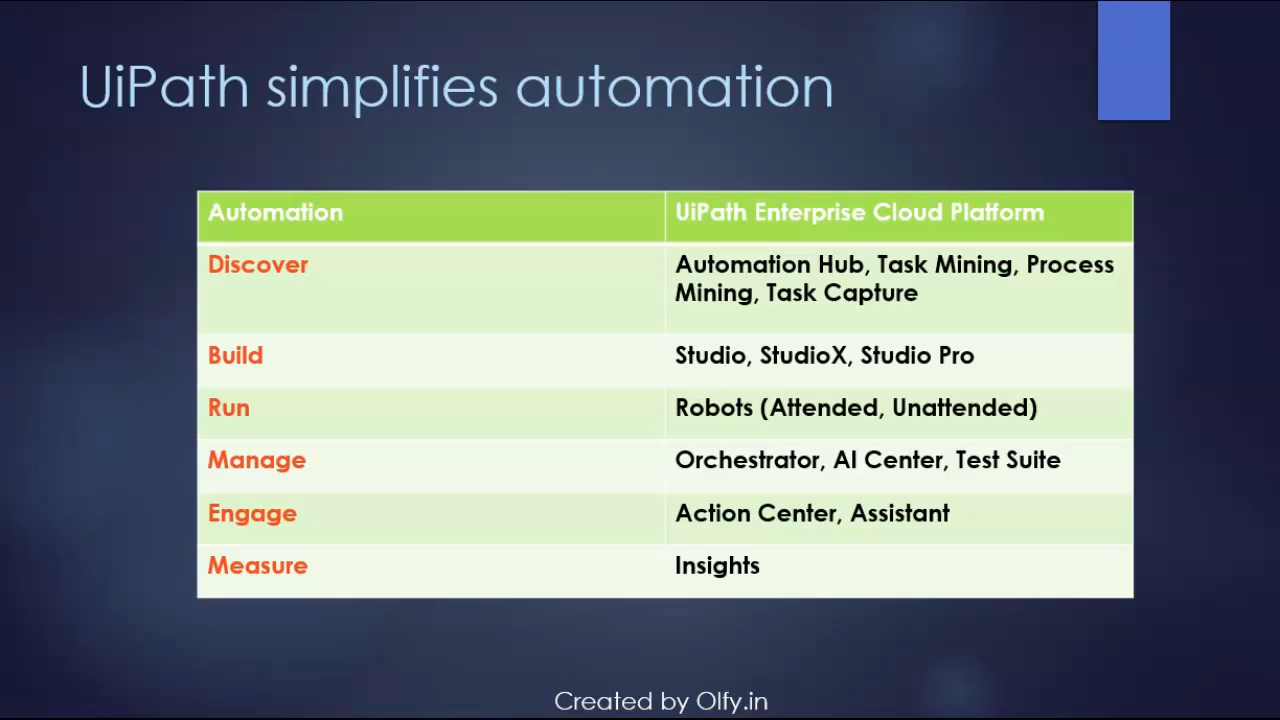 UiPath simplifies automation
Automation
UiPath Enterprise Cloud Platform
Discover
Automation Hub, Task Mining, Process
Mining, Task Capture
Build
Studio, StudioX, Studio Pro
Run
Robots (Attended, Unattended)
Manage
Orchestrator, AI Center, Test Suite
Engage
Action Center, Assistant
Measure
Insights
Created by Olfy.in